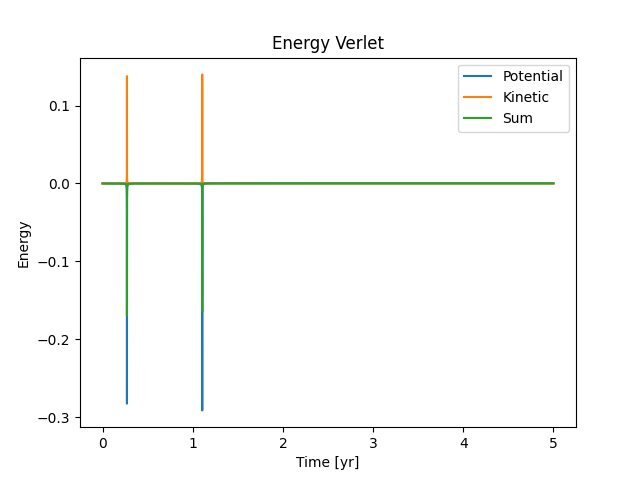 Energy Verlet
Potential
Kinetic
Sum
Energy
0.1
0.0
−0.1
−0.2
−0.3
0 1 2 3 4 5
Time [yr]